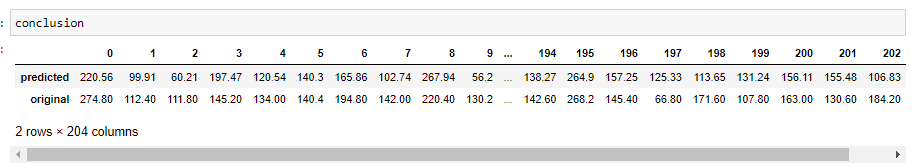 : conclusion
:
0 1 2 3 4 5 6 7 8 9 ... 194 195 196 197 198 199 200 201 202
predicted 220.56 99.91 60.21 197.47 120.54 140.3 165.86 102.74 267.94 56.2 ... 138.27 264.9 157.25 125.33 113.65 131.24 156.11 155.48 106.83
original 274.80 112.40 111.80 145.20 134.00 140.4 194.80 142.00 220.40 130.2 ... 142.60 268.2 145.40 66.80 171.60 107.80 163.00 130.60 184.20
2 rows × 204 columns